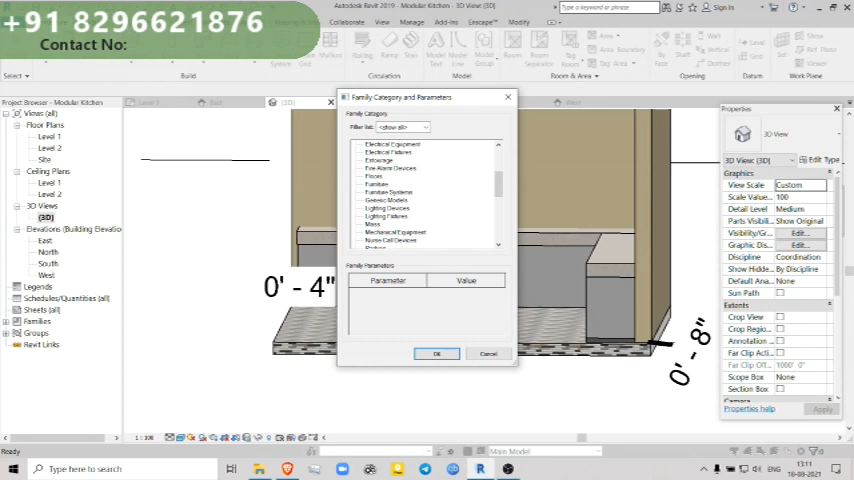 +91 8296621876
Contact No:
Autodesk Revit 2019 - Modular Kitchen - 3D View: {3D}
Type a keyword or phrase
Sign In
Collaborate
View
Manage
Add-Ins
Enscape™
Modify
Railing
Ramp
Stair
Model Text
Model Line
Model Group
Room
Room Separator
Tag Room
Area
Area Boundary
Tag Area
By Face
Shaft
Wall
Vertical
Dormer
Level
Grid
Set
Show
Ref Plane
Viewer
Select
Build
Circulation
Model
Room & Area
Opening
Datum
Work Plane
Project Browser - Modular Kitchen
Level 1
East
{3D}
West
Views (all)
Floor Plans
Level 1
Level 2
Site
Ceiling Plans
Level 1
Level 2
3D Views
{3D}
Elevations (Building Elevation
East
North
South
West
Legends
Schedules/Quantities (all)
Sheets (all)
Families
Groups
Revit Links
Family Category and Parameters
Family Category
Filter list:
<show all>
Electrical Equipment
Electrical Fixtures
Entourage
Fire Alarm Devices
Floors
Furniture
Furniture Systems
Generic Models
Lighting Devices
Lighting Fixtures
Mass
Mechanical Equipment
Nurse Call Devices
Family Parameters
Parameter
Value
OK
Cancel
0' - 4"
0' - 8"
Properties
3D View
3D View: {3D}
Edit Type
Graphics
View Scale
Custom
Scale Value
100
Detail Level
Medium
Parts Visibili...
Show Original
Visibility/Gr...
Edit...
Graphic Dis...
Edit...
Discipline
Coordination
Show Hidde...
By Discipline
Default Ana...
None
Sun Path
Extents
Crop View
Crop Regio...
Annotation ...
Far Clip Acti...
Far Clip Off...
1000' 0"
Scope Box
None
Section Box
Camera
Properties help
Apply
1 : 100
Ready
Main Model
Type here to search
ENG
13:11
18-08-2021